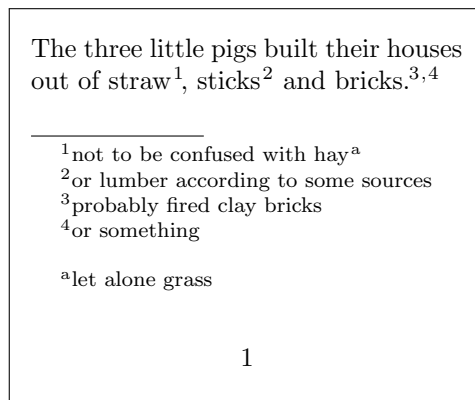 The three little pigs built their houses
out of straw¹, sticks² and bricks.³,⁴
¹not to be confused with hayᵃ
²or lumber according to some sources
³probably fired clay bricks
⁴or something
ᵃlet alone grass
1